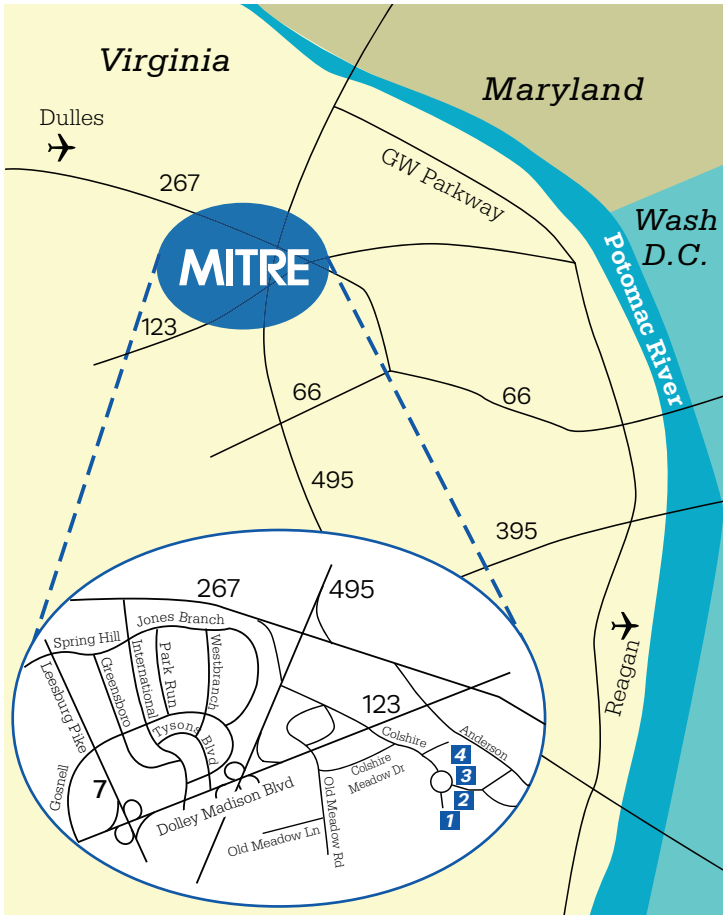 Virginia
Maryland
Dulles
GW Parkway
267
Wash
D.C.
MITRE
Potomac River
123
66
66
495
395
267
495
Jones Branch
Spring Hill
International
Park Run
Westbranch
Greensboro
Leesburg Pike
Reagan
123
Tysons Blvd
Colshire
Anderson
4
Colshire
Meadow Dr
3
Gosnell
7
2
Dolley Madison Blvd
1
Old Meadow Rd
Old Meadow Ln